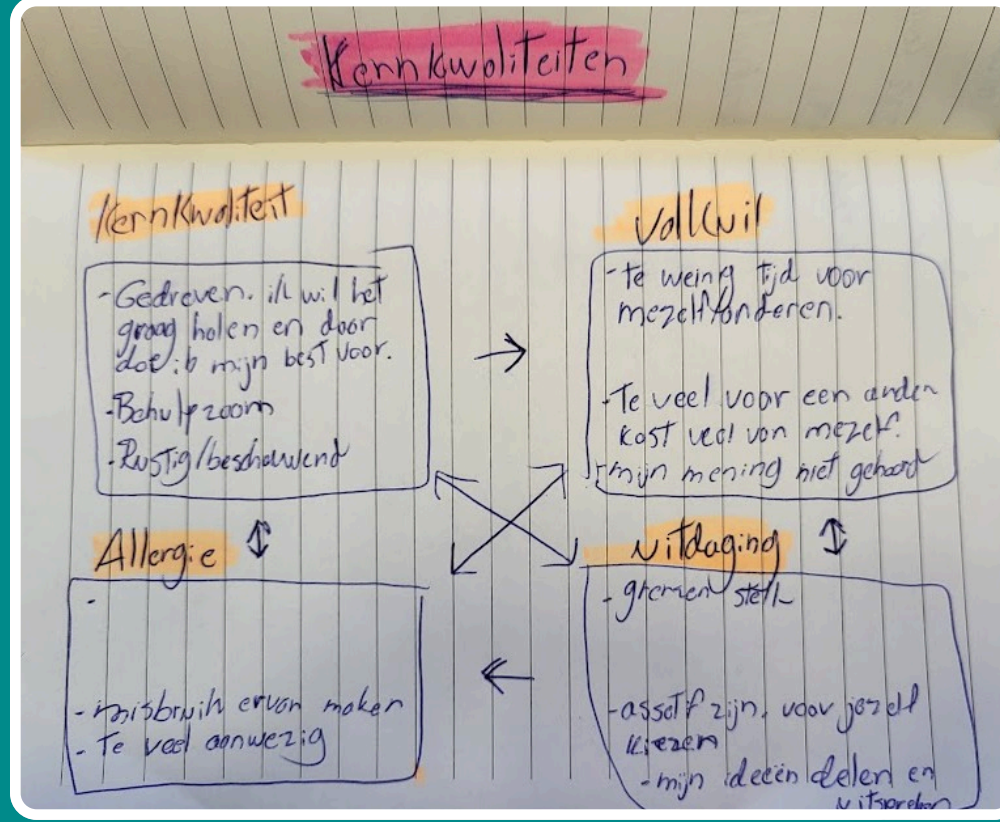 Kernkwaliteiten
Kernkwaliteit
-Gedreven. ik wil het
graag halen en daar
doe ik mijn best voor.
-Behulpzaam
-Rustig/beschouwend
Valkuil
-te weinig tijd voor
mezelf/anderen.
-Te veel voor een ander
kost veel van mezelf.
-mijn mening niet gehoord
Allergie
-
-misbruik ervan maken
-Te veel aanwezig
uitdaging
-grenzen
-zijn, voor jezelf
kiezen
-mijn ideeën delen en
uitspreken